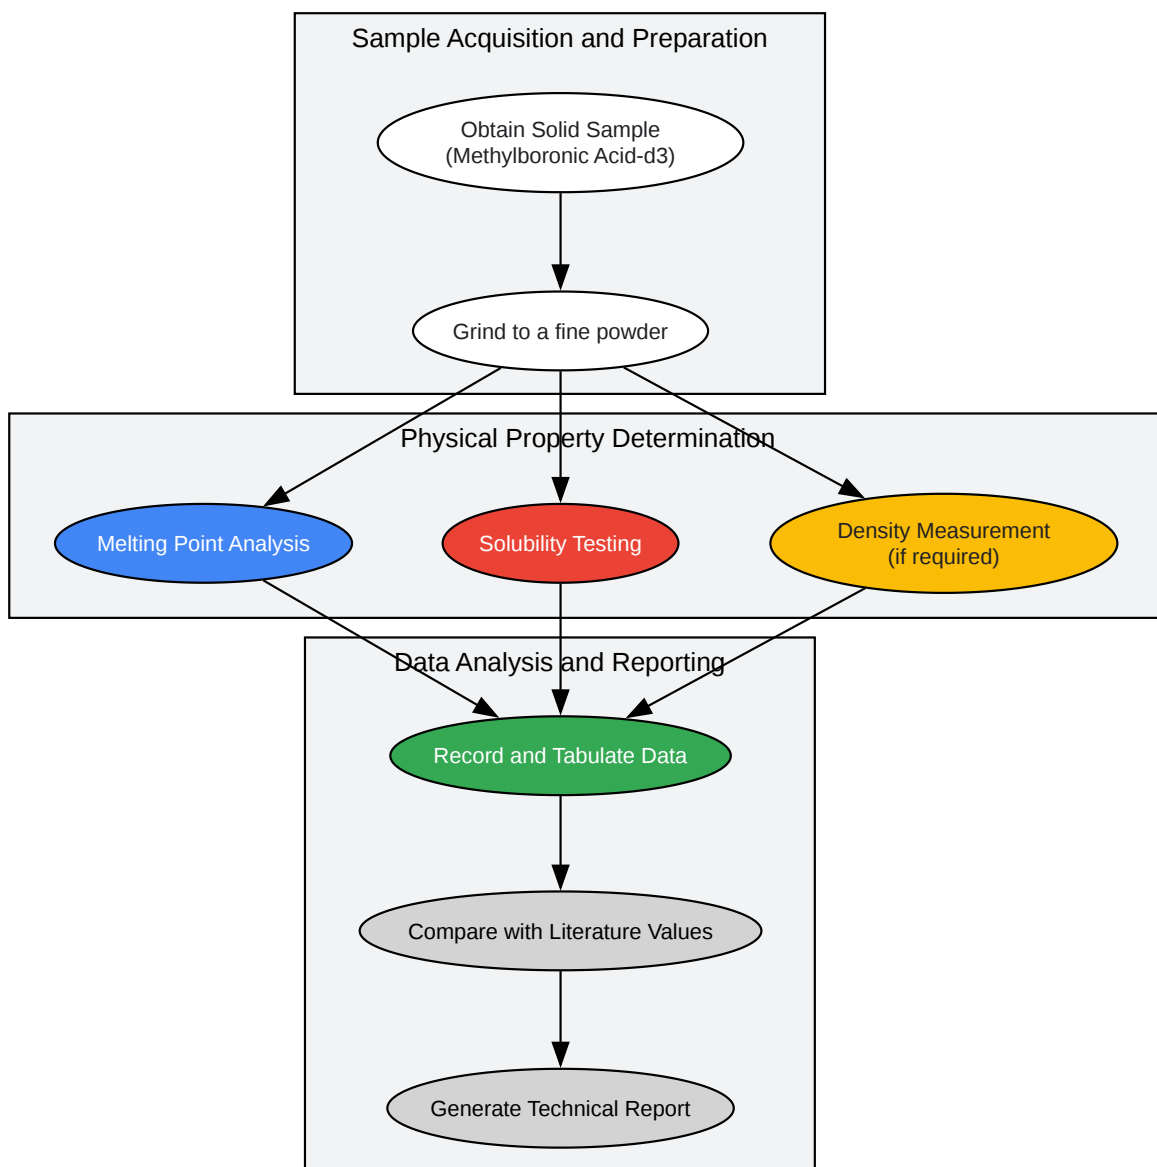 Sample Acquisition and Preparation
Obtain Solid Sample
(Methylboronic Acid-d3)
Grind to a fine powder
Physical Property Determination
Melting Point Analysis
Solubility Testing
Density Measurement
(if required)
Data Analysis and Reporting
Record and Tabulate Data
Compare with Literature Values
Generate Technical Report